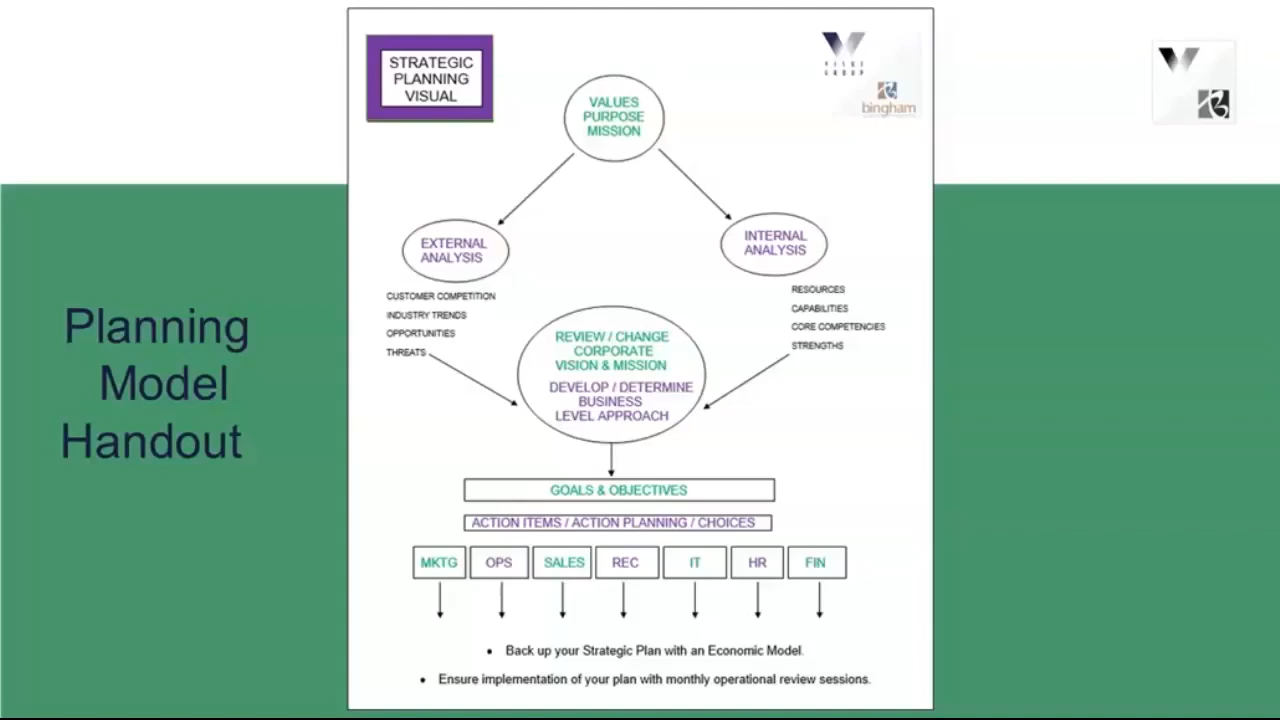 STRATEGIC
PLANNING
VISUAL
VALUES
PURPOSE
MISSION
GROUP
bingham
EXTERNAL
ANALYSIS
INTERNAL
ANALYSIS
CUSTOMER COMPETITION
INDUSTRY TRENDS
OPPORTUNITIES
THREATS
RESOURCES
CAPABILITIES
CORE COMPETENCIES
STRENGTHS
Planning
Model
Handout
REVIEW / CHANGE
CORPORATE
VISION & MISSION
DEVELOP / DETERMINE
BUSINESS
LEVEL APPROACH
GOALS & OBJECTIVES
ACTION ITEMS / ACTION PLANNING / CHOICES
MKTG OPS SALES REC IT HR FIN
• Back up your Strategic Plan with an Economic Model.
• Ensure implementation of your plan with monthly operational review sessions.